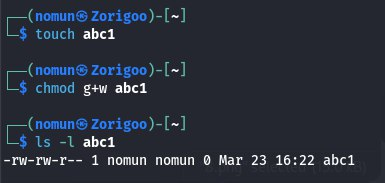 ┌──(nomun㉿Zorigoo)-[~]
└─$ touch abc1
┌──(nomun㉿Zorigoo)-[~]
└─$ chmod g+w abc1
┌──(nomun㉿Zorigoo)-[~]
└─$ ls -l abc1
-rw-rw-r-- 1 nomun nomun 0 Mar 23 16:22 abc1